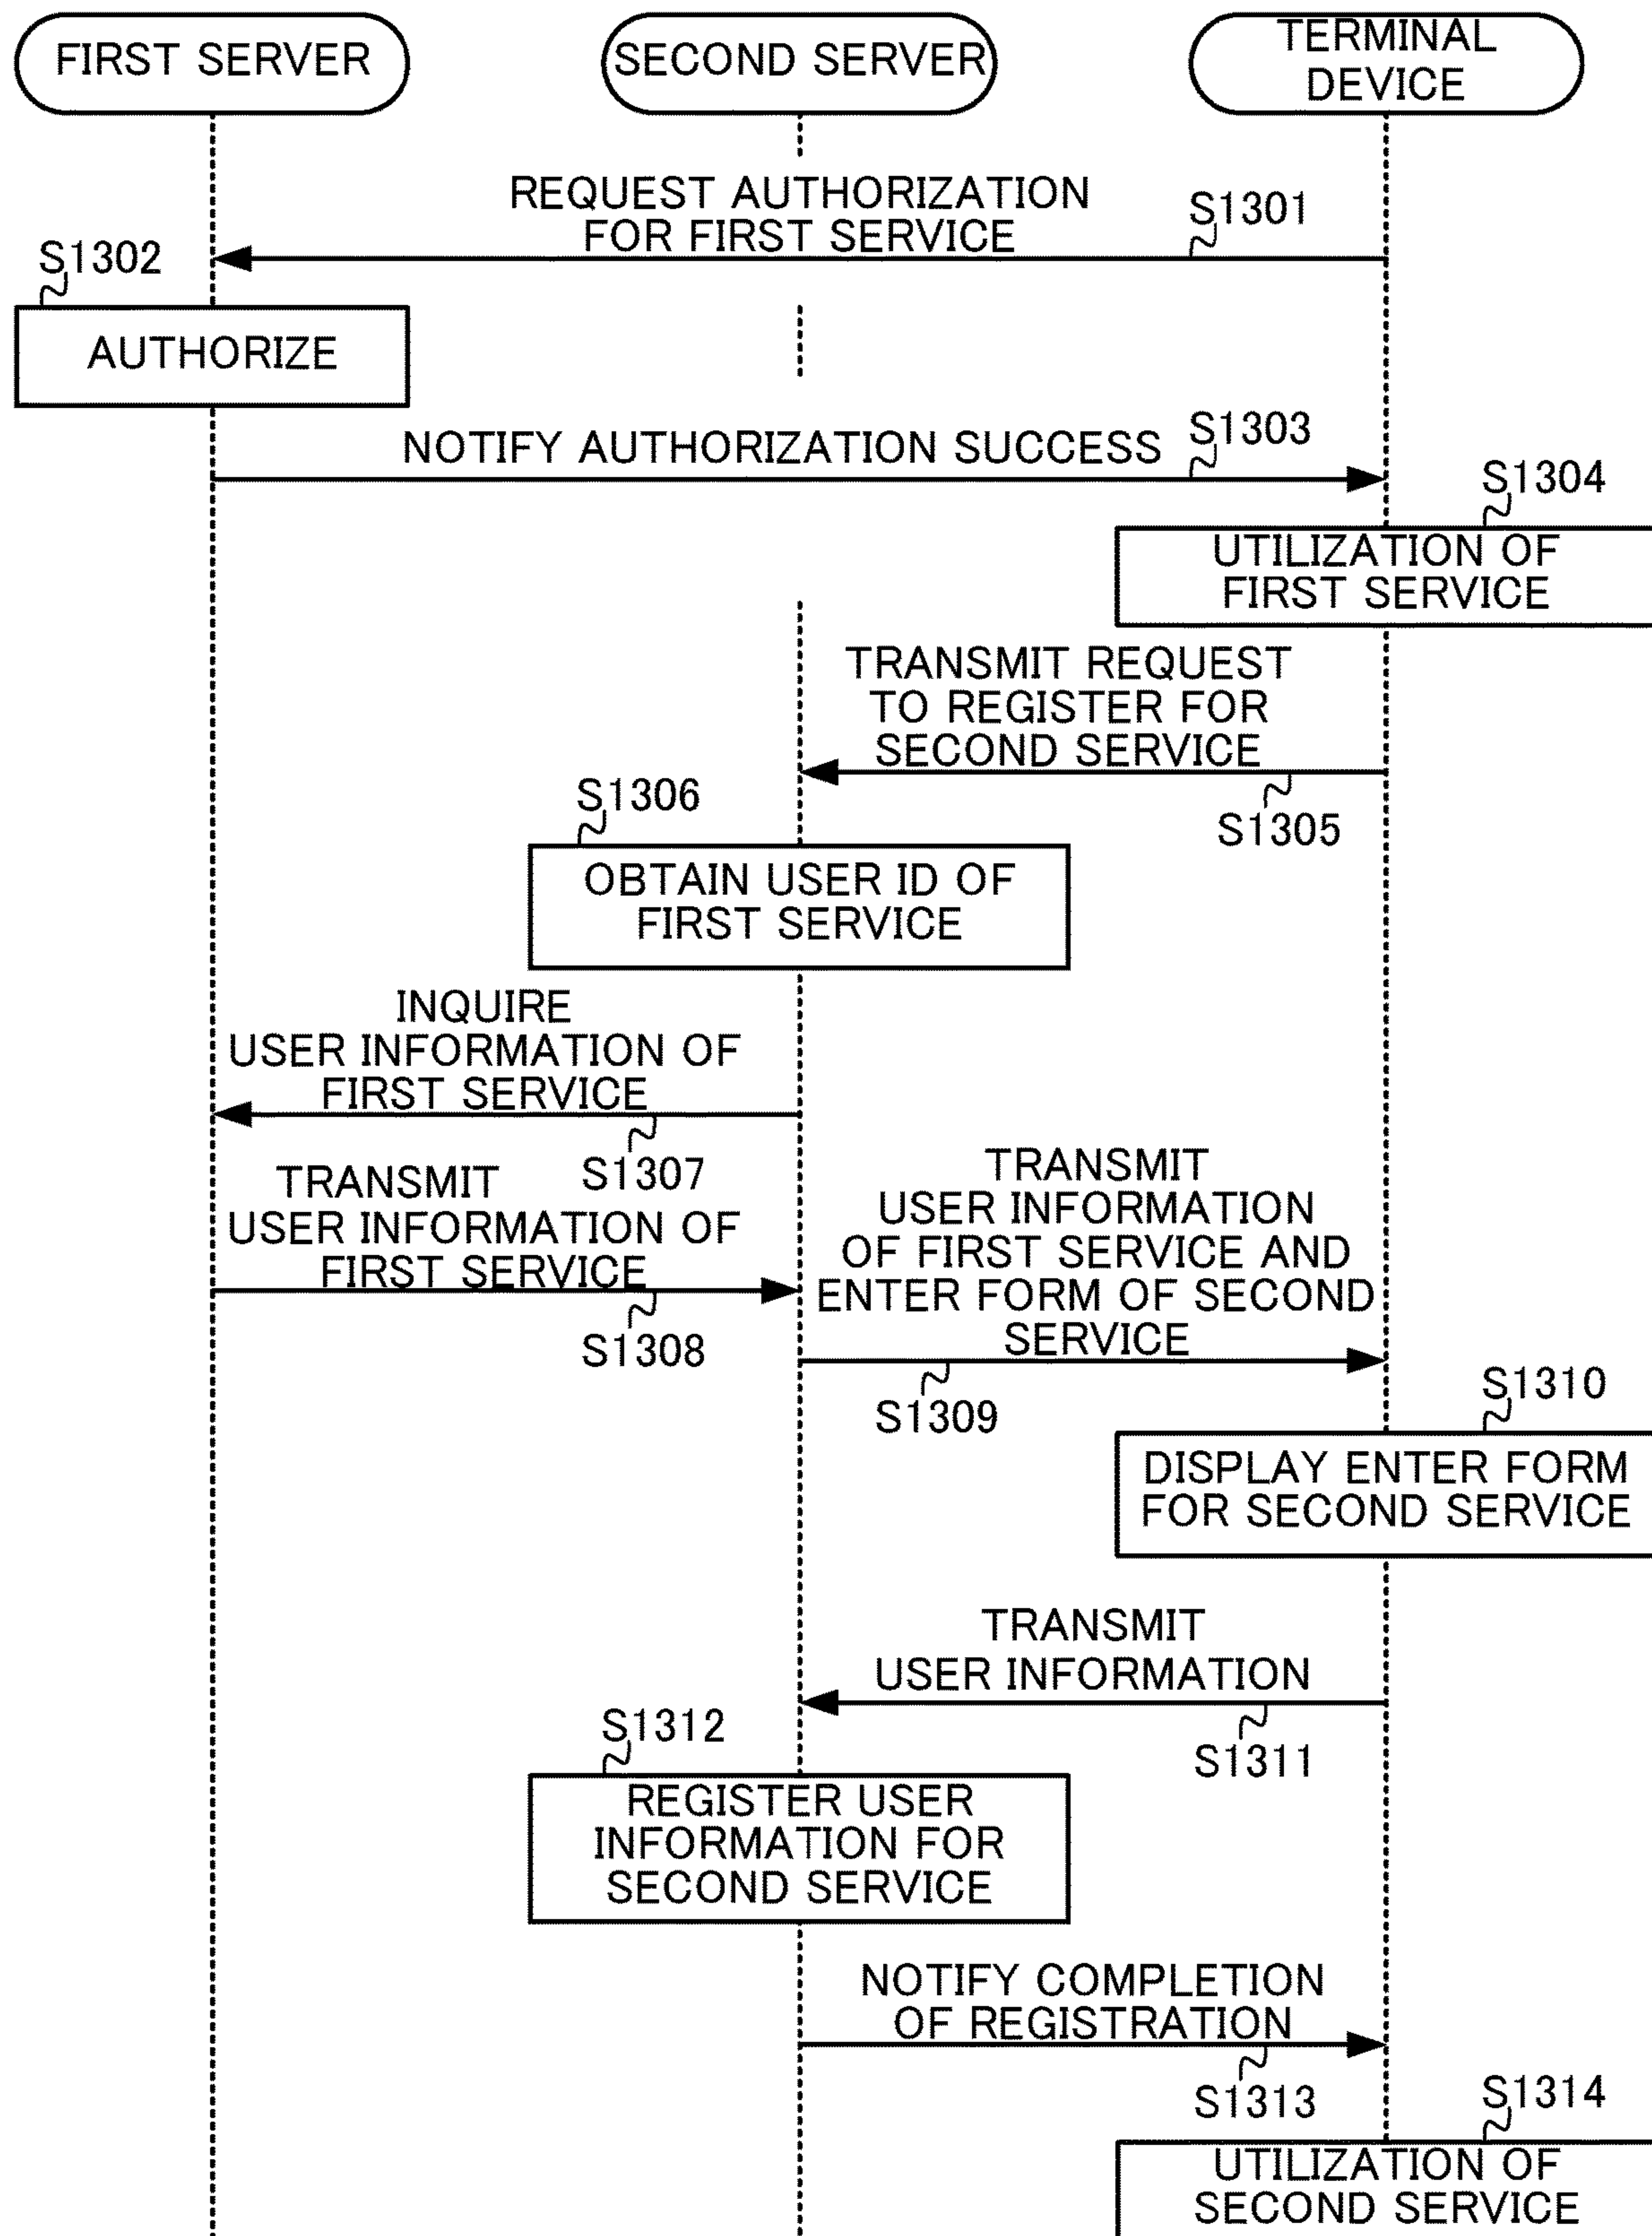 FIRST SERVER
SECOND SERVER
TERMINAL
DEVICE
REQUEST AUTHORIZATION
FOR FIRST SERVICE
S1301
S1302
AUTHORIZE
NOTIFY AUTHORIZATION SUCCESS
S1303
S1304
UTILIZATION OF
FIRST SERVICE
TRANSMIT REQUEST
TO REGISTER FOR
SECOND SERVICE
S1305
S1306
OBTAIN USER ID OF
FIRST SERVICE
INQUIRE
USER INFORMATION OF
FIRST SERVICE
S1307
TRANSMIT
USER INFORMATION OF
FIRST SERVICE
S1308
TRANSMIT
USER INFORMATION
OF FIRST SERVICE AND
ENTER FORM OF SECOND
SERVICE
S1309
S1310
DISPLAY ENTER FORM
FOR SECOND SERVICE
TRANSMIT
USER INFORMATION
S1311
S1312
REGISTER USER
INFORMATION FOR
SECOND SERVICE
NOTIFY COMPLETION
OF REGISTRATION
S1313
S1314
UTILIZATION OF
SECOND SERVICE